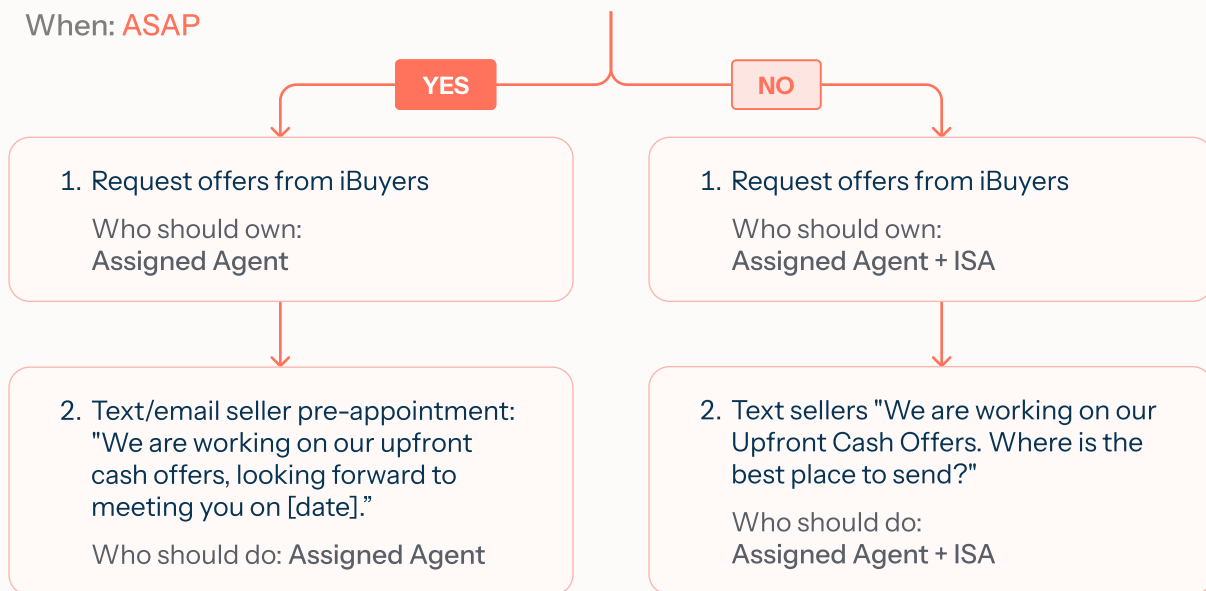 When: ASAP
YES
NO
1. Request offers from iBuyers
Who should own:
Assigned Agent
2. Text/email seller pre-appointment:
"We are working on our upfront
cash offers, looking forward to
meeting you on [date].”
Who should do: Assigned Agent
1. Request offers from iBuyers
Who should own:
Assigned Agent + ISA
2. Text sellers "We are working on our
Upfront Cash Offers. Where is the
best place to send?"
Who should do:
Assigned Agent + ISA